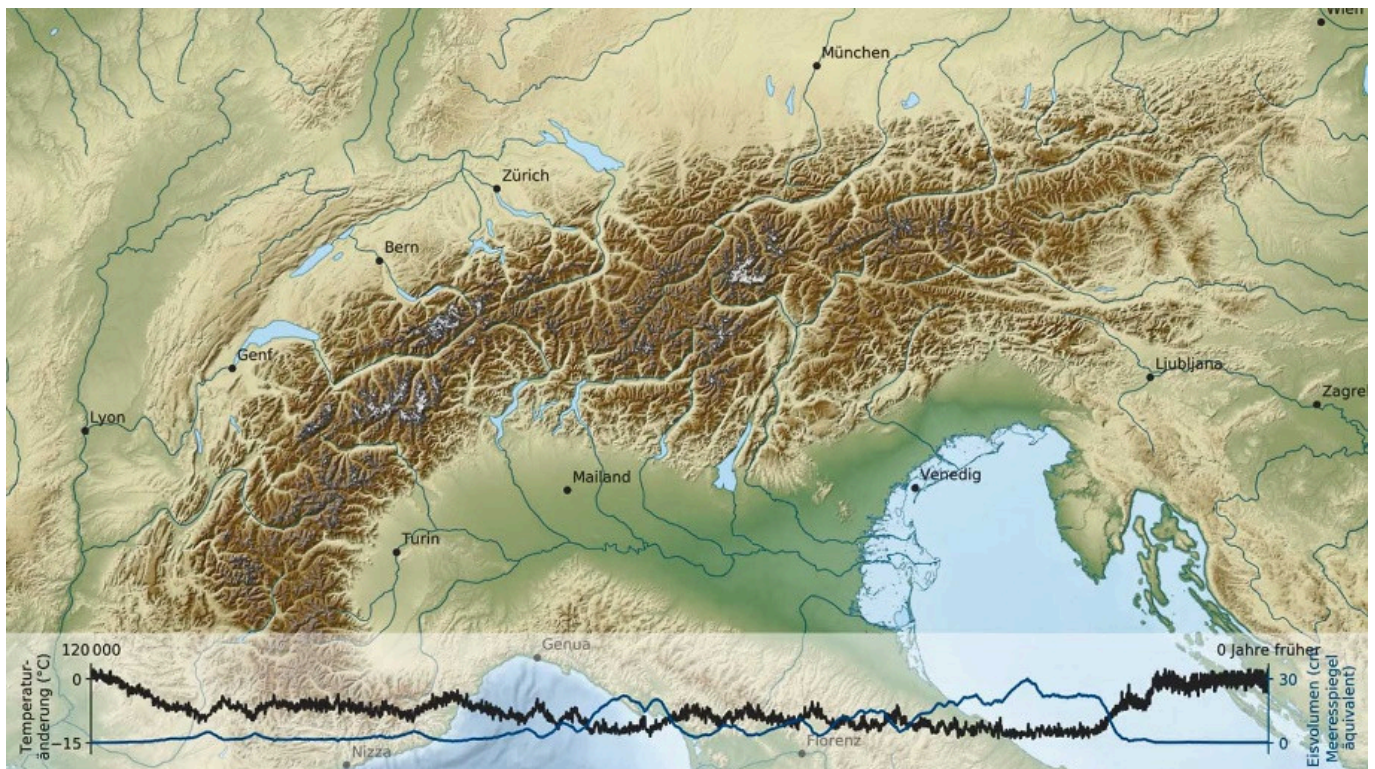 Wien
München
Zürich
Bern
Genf
Ljubljana
Zagre
Lyon
Mailand
Venedig
Turin
Genua
120 000
0 Jahre früher
Temperatur-
änderung (°C)
0
−15
30
0
Eisvolumen (cm
Meeresspiegel
äquivalent)
Nizza
Florenz